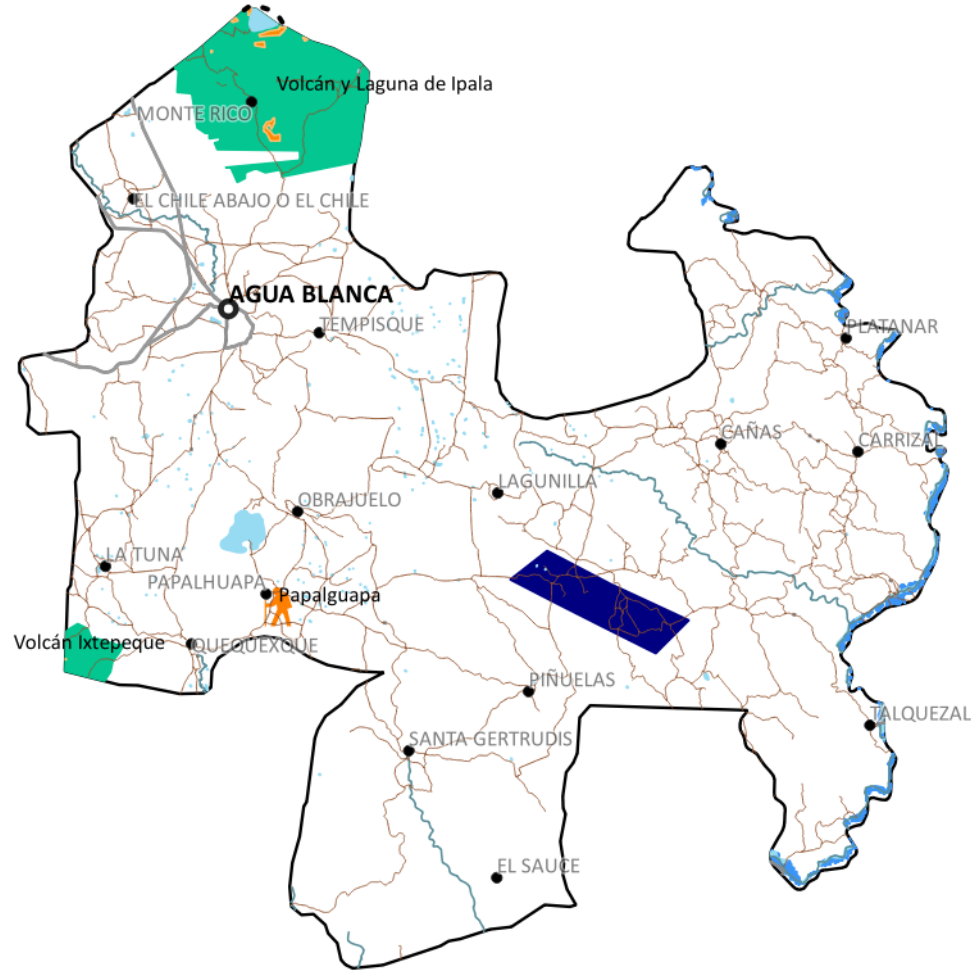 Volcán y Laguna de Ipala
MONTE RICO
EL CHILE ABAJO O EL CHILE
AGUA BLANCA
TEMPISQUE
PLATANAR
CAÑAS
CARRIZAL
LAGUNILLA
OBRAJUELO
LA TUNA
PAPALHUAPA
Papalguapa
Volcán Ixtepeque
QUEQUEXQUE
PIÑUELAS
TALQUEZAL
SANTA GERTRUDIS
EL SAUCE